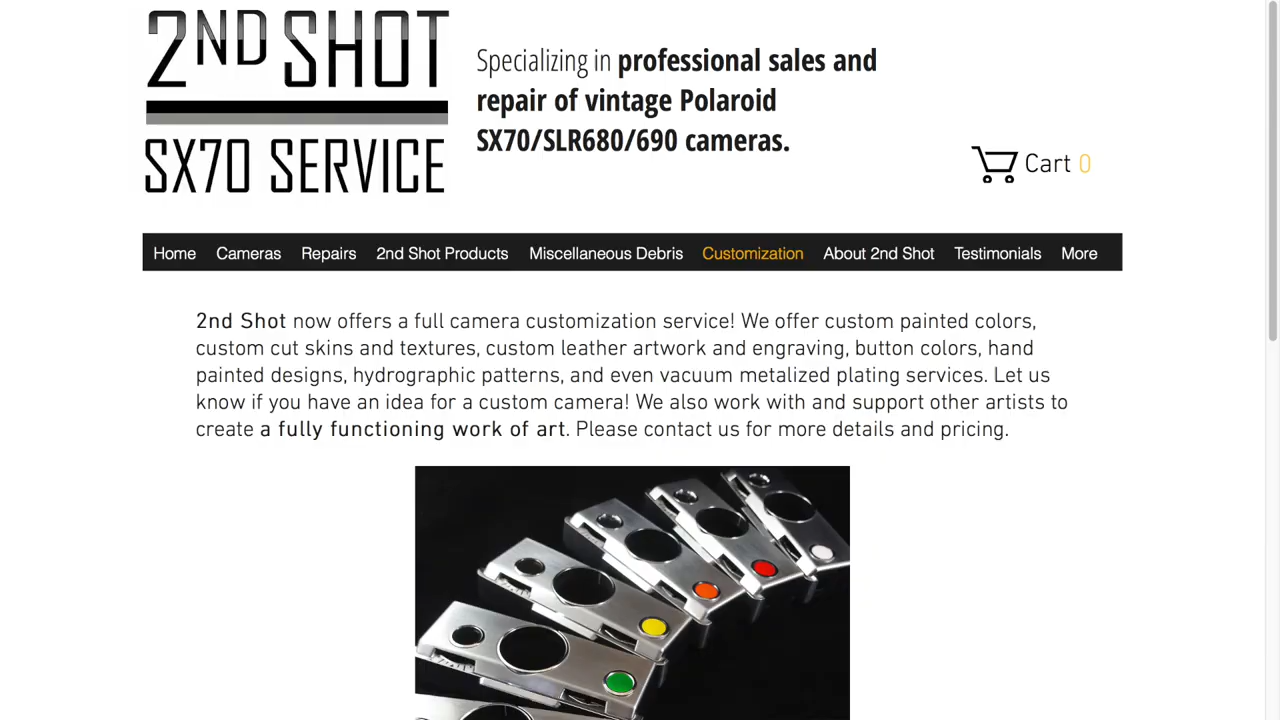 2ND SHOT
SX70 SERVICE
Specializing in professional sales and
repair of vintage Polaroid
SX70/SLR680/690 cameras.
Cart 0
Home Cameras Repairs 2nd Shot Products Miscellaneous Debris Customization About 2nd Shot Testimonials More
2nd Shot now offers a full camera customization service! We offer custom painted colors,
custom cut skins and textures, custom leather artwork and engraving, button colors, hand
painted designs, hydrographic patterns, and even vacuum metalized plating services. Let us
know if you have an idea for a custom camera! We also work with and support other artists to
create a fully functioning work of art. Please contact us for more details and pricing.